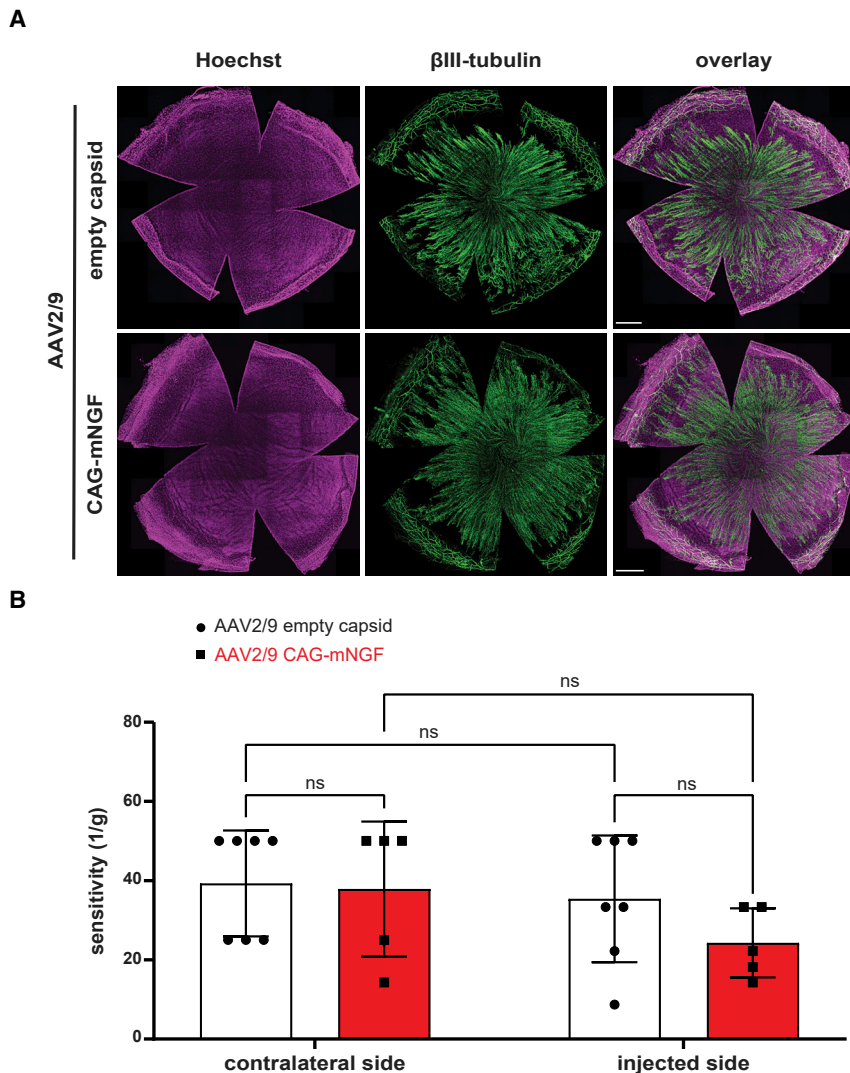 A
Hoechst
βIII-tubulin
overlay
AAV2/9
empty capsid
CAG-mNGF
B
AAV2/9 empty capsid
AAV2/9 CAG-mNGF
ns
ns
ns
ns
sensitivity (1/g)
80
60
40
20
0
contralateral side
injected side